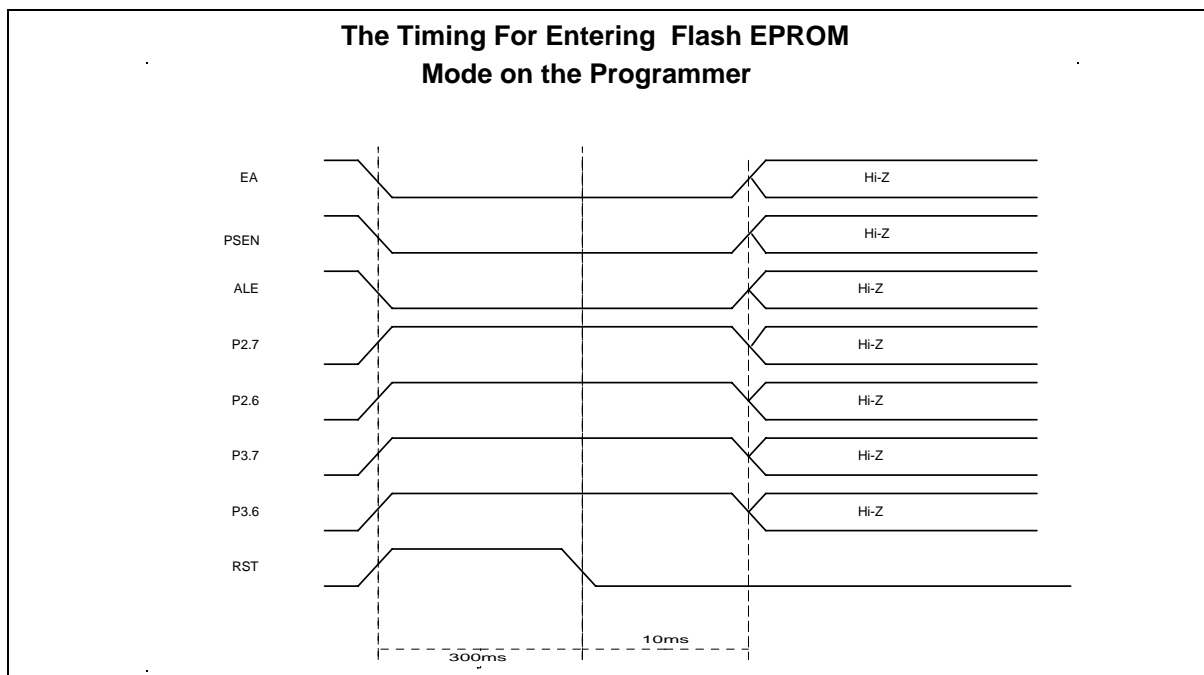 The Timing For Entering Flash EPROM
Mode on the Programmer
EA
Hi-Z
PSEN
Hi-Z
ALE
Hi-Z
P2.7
Hi-Z
P2.6
Hi-Z
P3.7
Hi-Z
P3.6
Hi-Z
RST
300ms
10ms